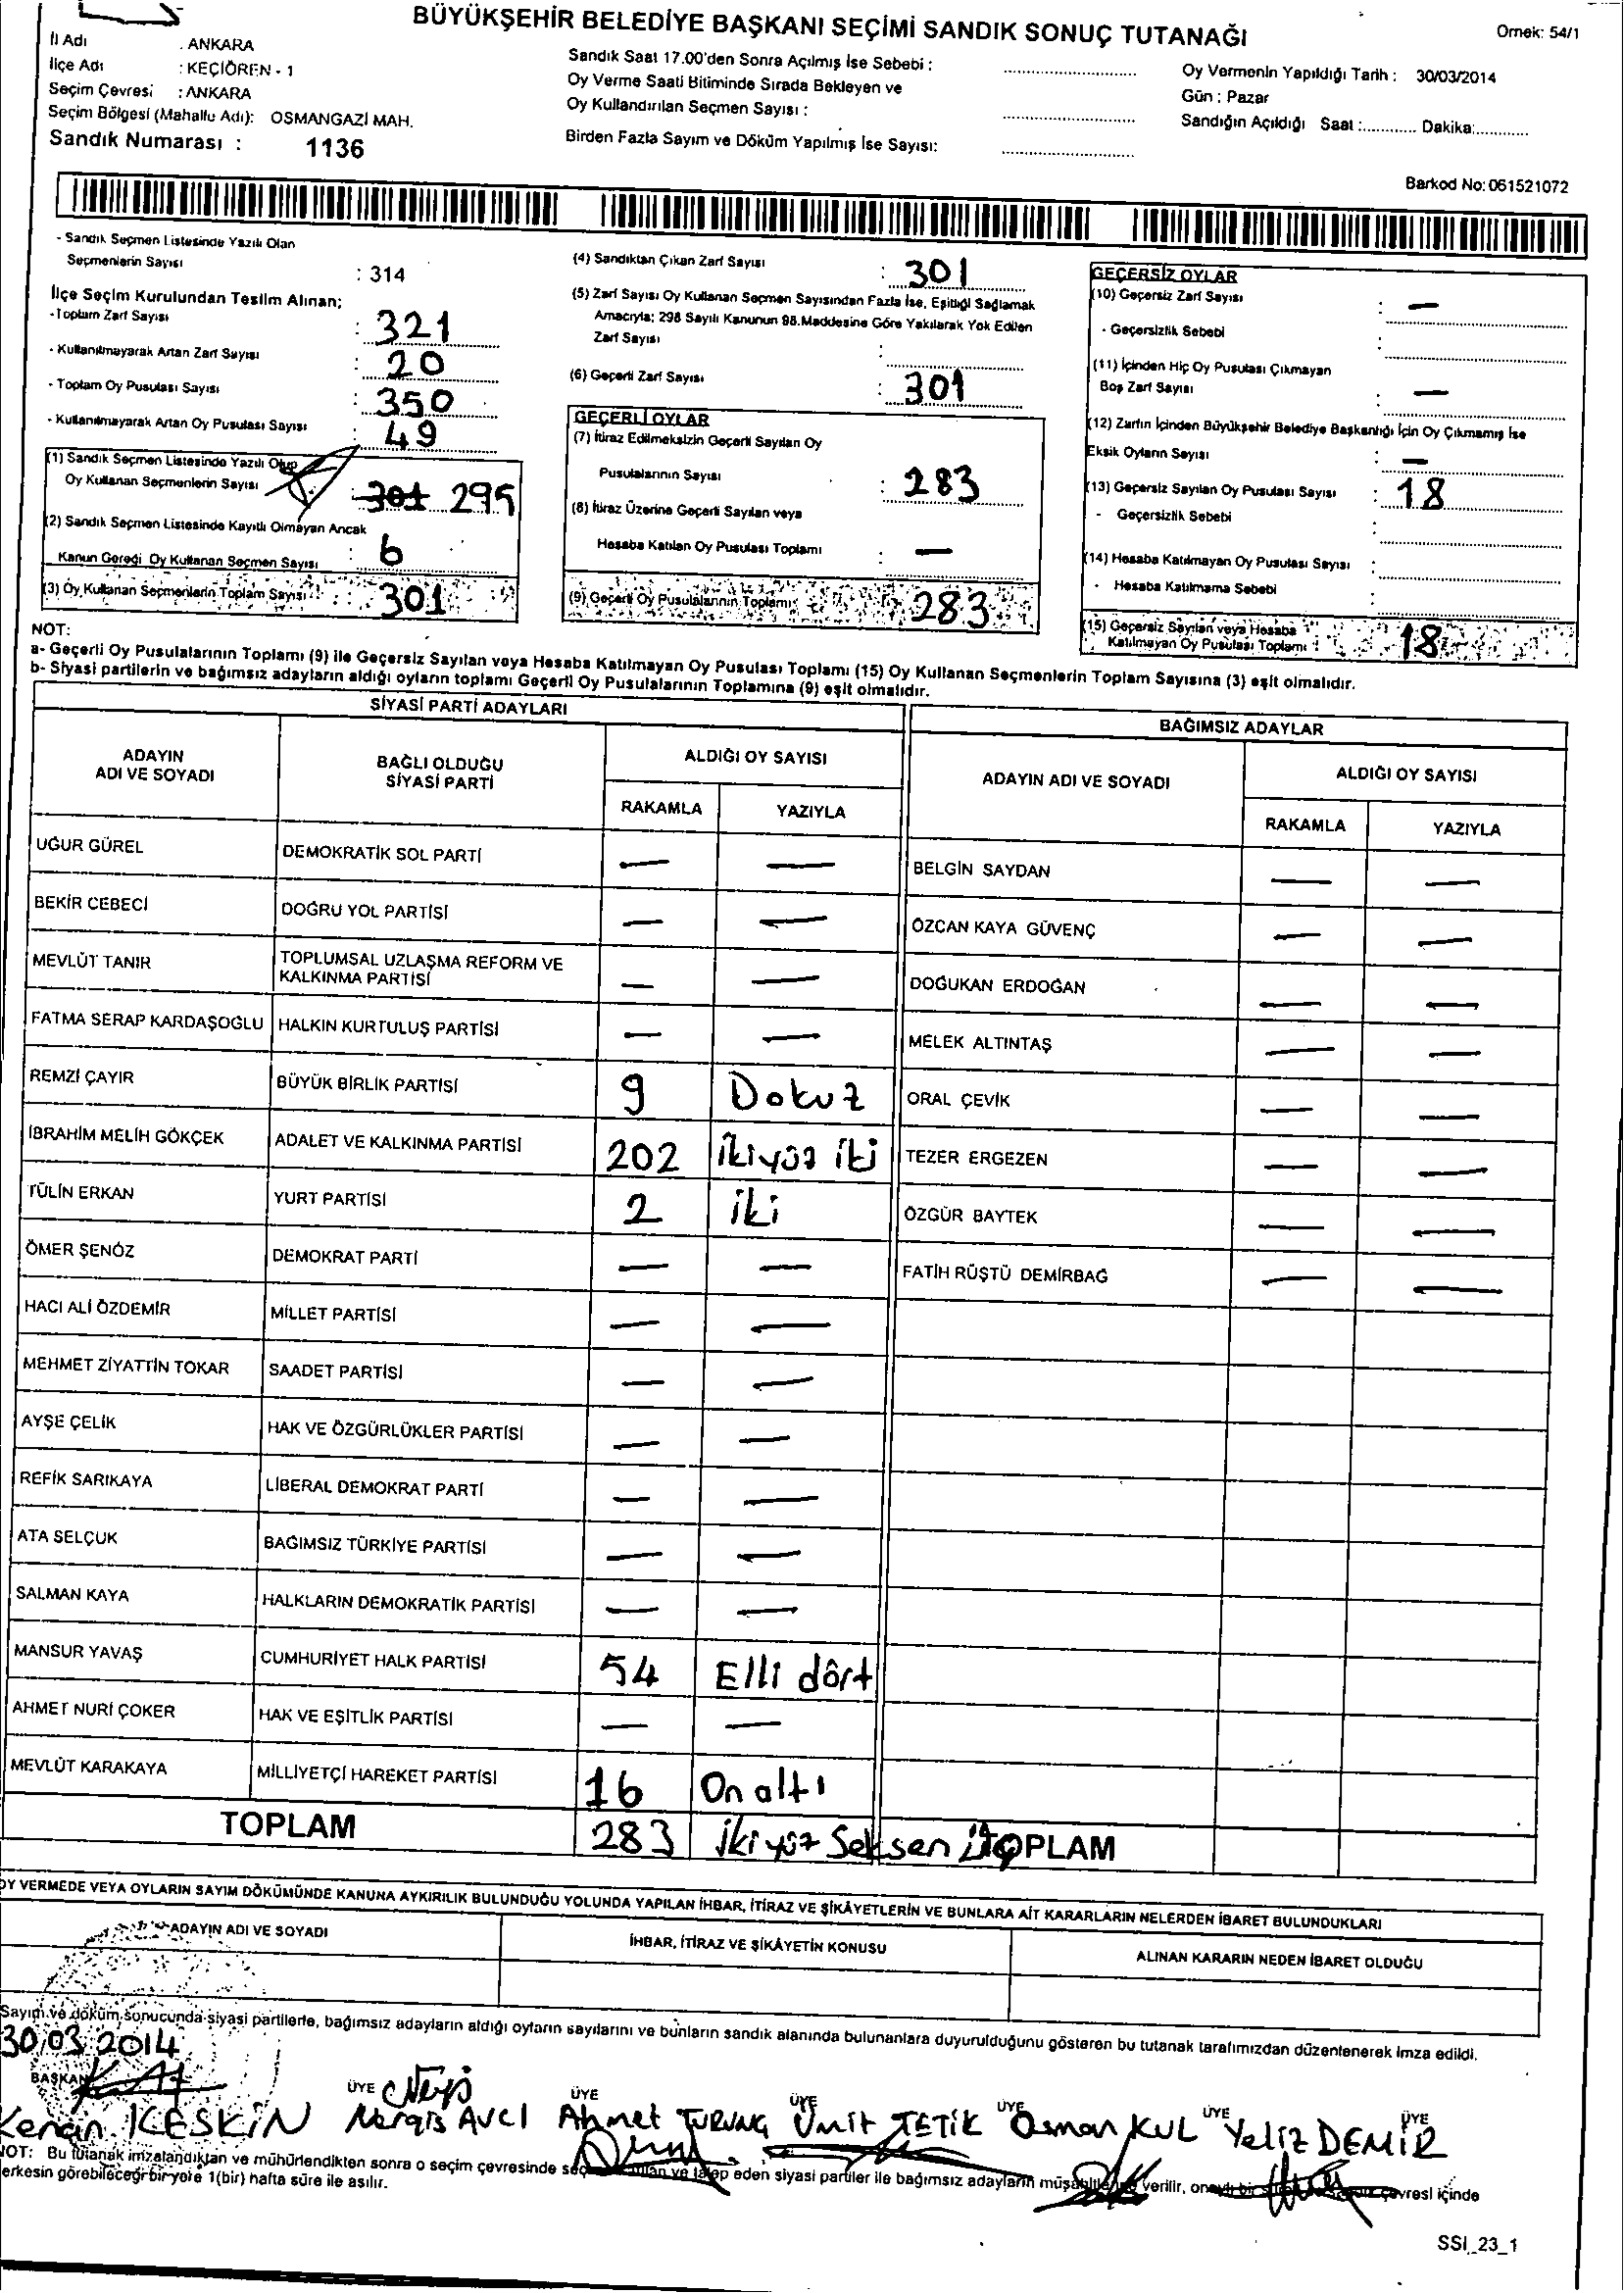 BÜYÜKŞEHİR BELEDİYE BAŞKANI SEÇİMİ SANDIK SONUÇ TUTANAĞI
Örnek: 54/1
İl Adı : ANKARA
İlçe Adı : KEÇİÖREN - 1
Seçim Çevresi : ANKARA
Seçim Bölgesi (Mahalle Adı): OSMANGAZİ MAH.
Sandık Numarası : 1136
Sandık Saat 17.00'den Sonra Açılmış İse Sebebi :
Oy Verme Saati Bitiminde Sırada Bekleyen ve
Oy Kullandırılan Seçmen Sayısı :
Birden Fazla Sayım ve Döküm Yapılmış İse Sayısı:
Oy Vermenin Yapıldığı Tarih : 30/03/2014
Gün : Pazar
Sandığın Açıldığı Saat :............ Dakika:............
Barkod No: 061521072
- Sandık Seçmen Listesinde Yazılı Olan
Seçmenlerin Sayısı : 314
İlçe Seçim Kurulundan Teslim Alınan;
- Toplam Zarf Sayısı : 321
- Kullanılmayarak Artan Zarf Sayısı : 20
- Toplam Oy Pusulası Sayısı : 350
- Kullanılmayarak Artan Oy Pusulası Sayısı : 49
(1) Sandık Seçmen Listesinde Yazılı Olup
Oy Kullanan Seçmenlerin Sayısı 301 295
(2) Sandık Seçmen Listesinde Kayıtlı Olmayan Ancak
Kanun Gereği Oy Kullanan Seçmen Sayısı : 6
(3) Oy Kullanan Seçmenlerin Toplam Sayısı : 301
(4) Sandıktan Çıkan Zarf Sayısı : 301
(5) Zarf Sayısı Oy Kullanan Seçmen Sayısından Fazla İse, Eşitliği Sağlamak
Amacıyla; 298 Sayılı Kanunun 98.Maddesine Göre Yakılarak Yok Edilen
Zarf Sayısı :
(6) Geçerli Zarf Sayısı : 301
GEÇERLİ OYLAR
(7) İtiraz Edilmeksizin Geçerli Sayılan Oy
Pusulalarının Sayısı : 283
(8) İtiraz Üzerine Geçerli Sayılan veya
Hesaba Katılan Oy Pusulası Toplamı : —
(9) Geçerli Oy Pusulalarının Toplamı : 283
GEÇERSİZ OYLAR
(10) Geçersiz Zarf Sayısı : —
- Geçersizlik Sebebi :
(11) İçinden Hiç Oy Pusulası Çıkmayan
Boş Zarf Sayısı : —
(12) Zarfın İçinden Büyükşehir Belediye Başkanlığı İçin Oy Çıkmamış İse
Eksik Oyların Sayısı : —
(13) Geçersiz Sayılan Oy Pusulası Sayısı : 18
- Geçersizlik Sebebi :
(14) Hesaba Katılmayan Oy Pusulası Sayısı :
- Hesaba Katılmama Sebebi :
(15) Geçersiz Sayılan veya Hesaba
Katılmayan Oy Pusulası Toplamı : 18
NOT:
a- Geçerli Oy Pusulalarının Toplamı (9) ile Geçersiz Sayılan veya Hesaba Katılmayan Oy Pusulası Toplamı (15) Oy Kullanan Seçmenlerin Toplam Sayısına (3) eşit olmalıdır.
b- Siyasi partilerin ve bağımsız adayların aldığı oyların toplamı Geçerli Oy Pusulalarının Toplamına (9) eşit olmalıdır.
SİYASİ PARTİ ADAYLARI
ADAYIN ADI VE SOYADI BAĞLI OLDUĞU SİYASİ PARTİ ALDIĞI OY SAYISI
RAKAMLA YAZIYLA
UĞUR GÜREL DEMOKRATİK SOL PARTİ — —
BEKİR CEBECİ DOĞRU YOL PARTİSİ — —
MEVLÜT TANIR TOPLUMSAL UZLAŞMA REFORM VE KALKINMA PARTİSİ — —
FATMA SERAP KARDAŞOGLU HALKIN KURTULUŞ PARTİSİ — —
REMZİ ÇAYIR BÜYÜK BİRLİK PARTİSİ 9 Dokuz
İBRAHİM MELİH GÖKÇEK ADALET VE KALKINMA PARTİSİ 202 İkiyüz iki
TÜLİN ERKAN YURT PARTİSİ 2 iki
ÖMER ŞENÖZ DEMOKRAT PARTİ — —
HACI ALİ ÖZDEMİR MİLLET PARTİSİ — —
MEHMET ZİYATTİN TOKAR SAADET PARTİSİ — —
AYŞE ÇELİK HAK VE ÖZGÜRLÜKLER PARTİSİ — —
REFİK SARIKAYA LİBERAL DEMOKRAT PARTİ — —
ATA SELÇUK BAĞIMSIZ TÜRKİYE PARTİSİ — —
SALMAN KAYA HALKLARIN DEMOKRATİK PARTİSİ — —
MANSUR YAVAŞ CUMHURİYET HALK PARTİSİ 54 Elli dört
AHMET NURİ ÇOKER HAK VE EŞİTLİK PARTİSİ — —
MEVLÜT KARAKAYA MİLLİYETÇİ HAREKET PARTİSİ 16 On altı
TOPLAM 283 İkiyüz Seksen üç
BAĞIMSIZ ADAYLAR
ADAYIN ADI VE SOYADI ALDIĞI OY SAYISI
RAKAMLA YAZIYLA
BELGİN SAYDAN — —
ÖZCAN KAYA GÜVENÇ — —
DOĞUKAN ERDOĞAN — —
MELEK ALTINTAŞ — —
ORAL ÇEVİK — —
TEZER ERGEZEN — —
ÖZGÜR BAYTEK — —
FATİH RÜŞTÜ DEMİRBAĞ — —
TOPLAM
OY VERMEDE VEYA OYLARIN SAYIM DÖKÜMÜNDE KANUNA AYKIRILIK BULUNDUĞU YOLUNDA YAPILAN İHBAR, İTİRAZ VE ŞİKÂYETLERİN VE BUNLARA AİT KARARLARIN NELERDEN İBARET BULUNDUKLARI
ADAYIN ADI VE SOYADI İHBAR, İTİRAZ VE ŞİKÂYETİN KONUSU ALINAN KARARIN NEDEN İBARET OLDUĞU
Sayım ve döküm sonucunda siyasi partilerle, bağımsız adayların aldığı oyların sayılarını ve bunların sandık alanında bulunanlara duyurulduğunu gösteren bu tutanak tarafımızdan düzenlenerek imza edildi.
30.03.2014
BAŞKAN ÜYE ÜYE ÜYE ÜYE ÜYE ÜYE
Kenan KESKİN Nergis AVCI Ahmet Ümit TETİK Osman KUL Yeliz DEMİR
NOT: Bu tutanak imzalandıktan ve mühürlendikten sonra o seçim çevresinde ve talep eden siyasi partiler ile bağımsız adayların verilir, çevresi içinde
herkesin görebileceği bir yere 1(bir) hafta süre ile asılır.
SSI_23_1